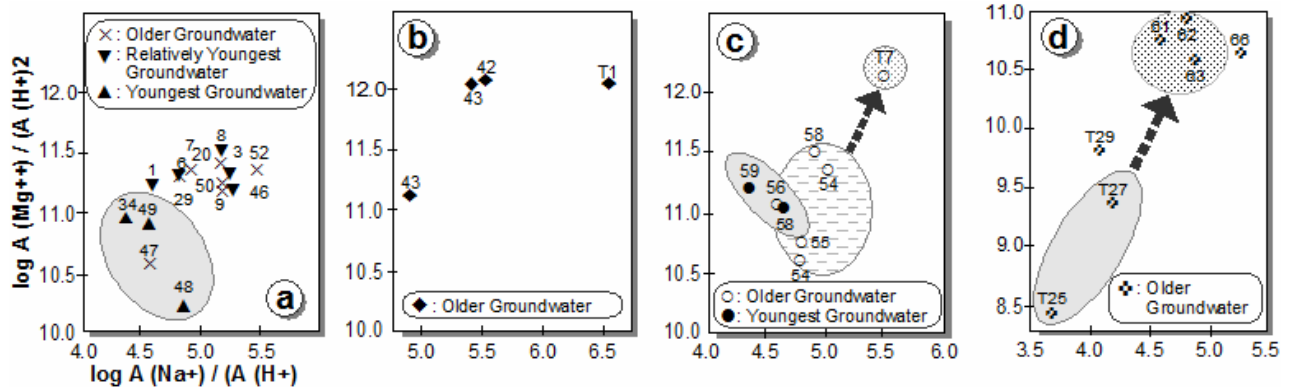 log A (Mg++) / (A (H+)2
a
× : Older Groundwater
▼ : Relatively Youngest
Groundwater
▲ : Youngest Groundwater
12.0
11.5
11.0
10.5
10.0
1
6
7
20
8
3
52
29
50
9
46
34
49
47
48
4.0 4.5 5.0 5.5
log A (Na+) / (A (H+)
b
12.0
11.5
11.0
10.5
10.0
42
43
T1
43
◆ : Older Groundwater
5.0 5.5 6.0 6.5
c
12.0
11.5
11.0
10.5
10.0
T7
58
54
59
56
58
55
54
○ : Older Groundwater
● : Youngest Groundwater
4.0 4.5 5.0 5.5 6.0
d
11.0
10.5
10.0
9.5
9.0
8.5
61
62
63
66
T29
T27
T25
: Older
Groundwater
3.5 4.0 4.5 5.0 5.5